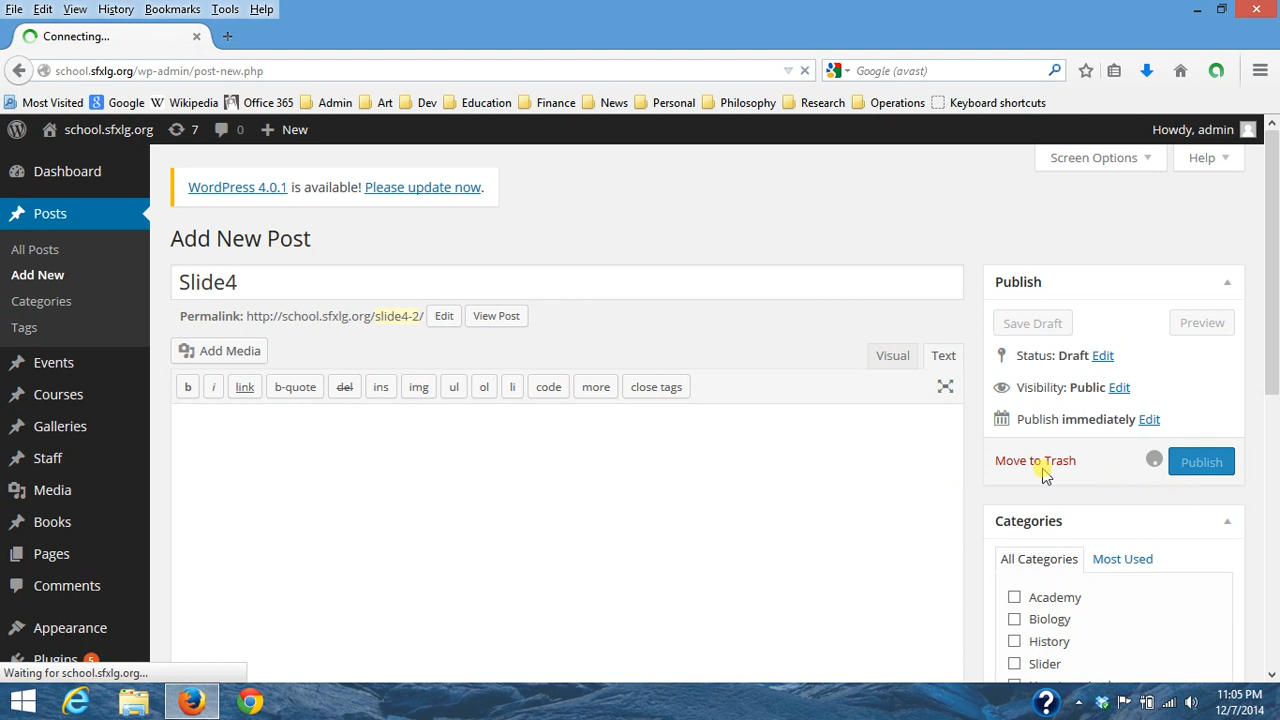 File Edit View History Bookmarks Tools Help
Connecting...
school.sfxlg.org/wp-admin/post-new.php
Google (avast)
Most Visited Google Wikipedia Office 365 Admin Art Dev Education Finance News Personal Philosophy Research Operations Keyboard shortcuts
school.sfxlg.org 7 0 New Howdy, admin
Dashboard
Posts
All Posts
Add New
Categories
Tags
Events
Courses
Galleries
Staff
Media
Books
Pages
Comments
Appearance
Plugins 5
Screen Options Help
WordPress 4.0.1 is available! Please update now.
Add New Post
Slide4
Permalink: http://school.sfxlg.org/slide4-2/ Edit View Post
Add Media
Visual Text
b i link b-quote del ins img ul ol li code more close tags
Publish
Save Draft Preview
Status: Draft Edit
Visibility: Public Edit
Publish immediately Edit
Move to Trash Publish
Categories
All Categories Most Used
Academy
Biology
History
Slider
Waiting for school.sfxlg.org...
11:05 PM
12/7/2014